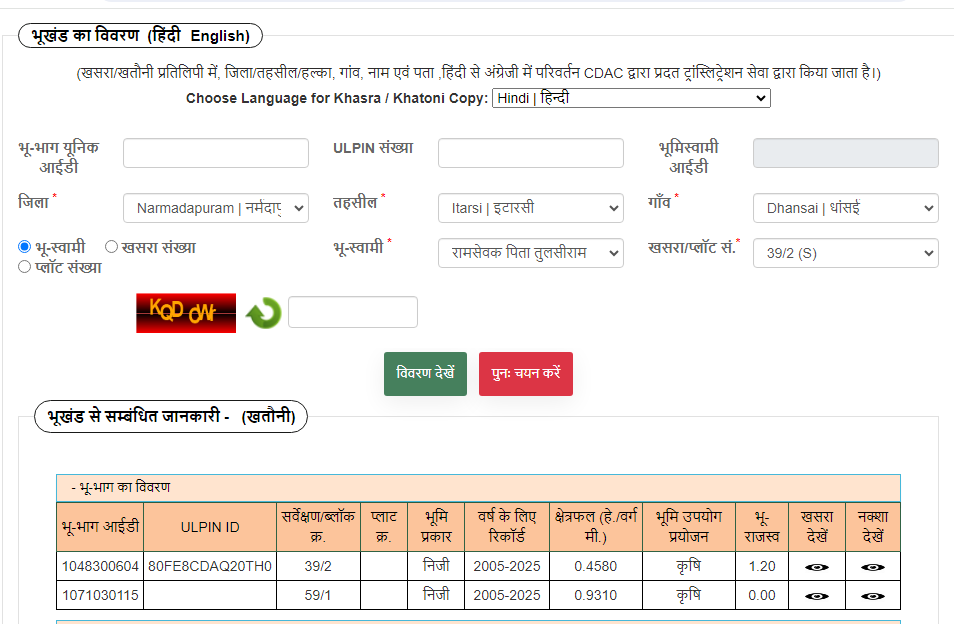 भूखंड का विवरण (हिंदी English)
(खसरा/खतौनी प्रतिलिपी में, जिला/तहसील/हल्का, गांव, नाम एवं पता ,हिंदी से अंग्रेजी में परिवर्तन CDAC द्वारा प्रदत ट्रांस्लिट्रेशन सेवा द्वारा किया जाता है।)
Choose Language for Khasra / Khatoni Copy: Hindi | हिन्दी
भू-भाग यूनिक आईडी ULPIN संख्या भूमिस्वामी आईडी
जिला * Narmadapuram | नर्मदापु तहसील * Itarsi | इटारसी गाँव * Dhansai | धांसई
भू-स्वामी खसरा संख्या भू-स्वामी * रामसेवक पिता तुलसीराम खसरा/प्लॉट सं.* 39/2 (S)
प्लॉट संख्या
विवरण देखें पुनः चयन करें
भूखंड से सम्बंधित जानकारी - (खतौनी)
- भू-भाग का विवरण
भू-भाग आईडी ULPIN ID सर्वेक्षण/ब्लॉक क्र. प्लाट क्र. भूमि प्रकार वर्ष के लिए रिकॉर्ड क्षेत्रफल (हे./वर्ग मी.) भूमि उपयोग प्रयोजन भू-राजस्व खसरा देखें नक्शा देखें
1048300604 80FE8CDAQ20TH0 39/2 निजी 2005-2025 0.4580 कृषि 1.20
1071030115 59/1 निजी 2005-2025 0.9310 कृषि 0.00